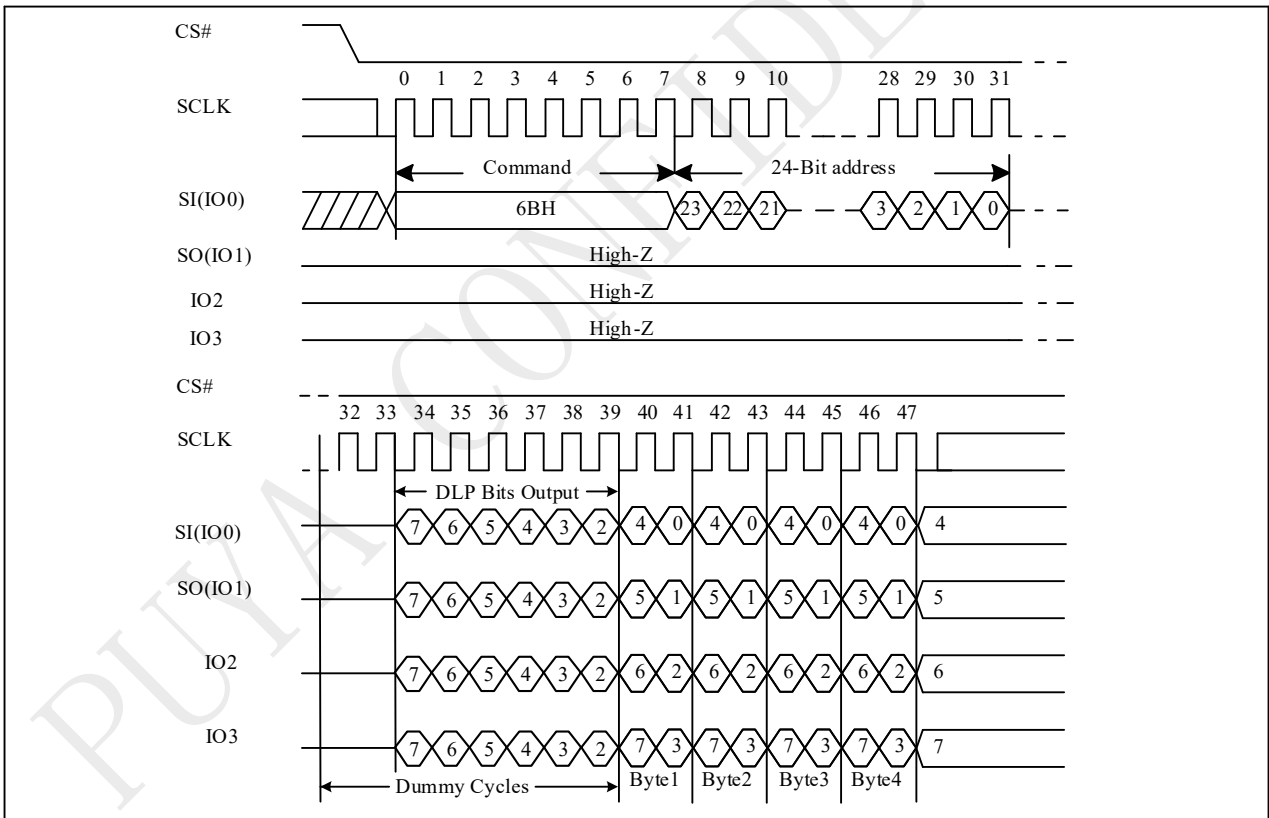 CS#
0 1 2 3 4 5 6 7 8 9 10 28 29 30 31
SCLK
Command 24-Bit address
SI(IO0) 6BH 23 22 21 3 2 1 0
SO(IO1) High-Z
IO2 High-Z
IO3 High-Z
CS#
32 33 34 35 36 37 38 39 40 41 42 43 44 45 46 47
SCLK
DLP Bits Output
SI(IO0) 7 6 5 4 3 2 4 0 4 0 4 0 4 0 4
SO(IO1) 7 6 5 4 3 2 5 1 5 1 5 1 5 1 5
IO2 7 6 5 4 3 2 6 2 6 2 6 2 6 2 6
IO3 7 6 5 4 3 2 7 3 7 3 7 3 7 3 7
Dummy Cycles Byte1 Byte2 Byte3 Byte4
PUYA CONFIDE